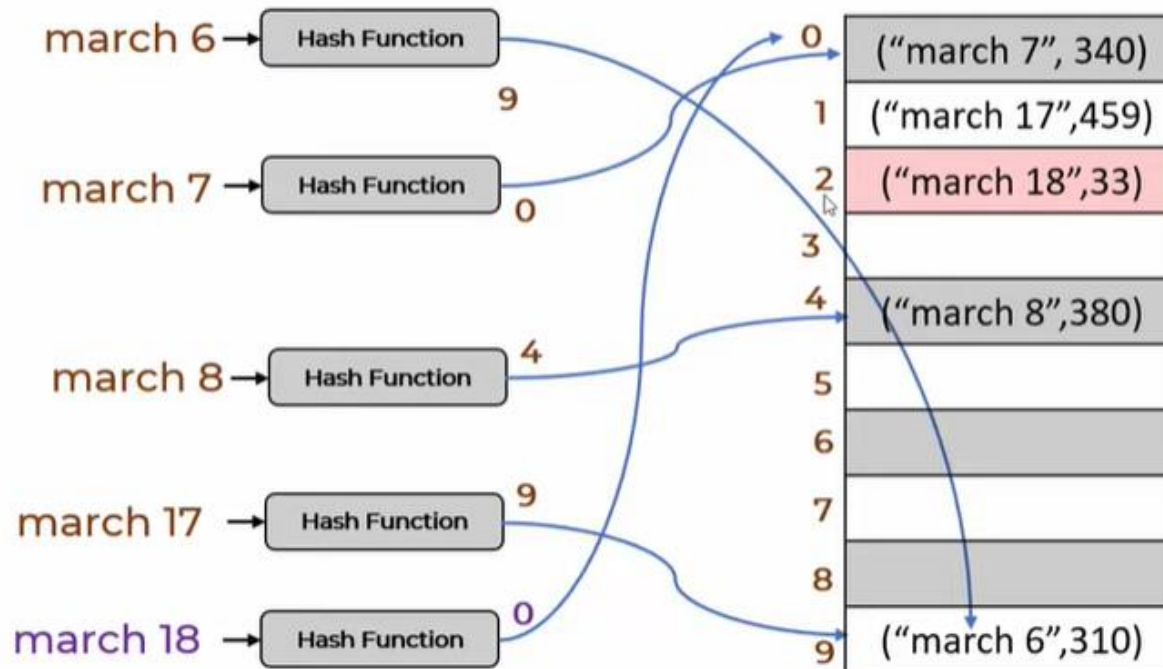 march 6
Hash Function
9
march 7
Hash Function
0
march 8
Hash Function
4
march 17
Hash Function
9
march 18
Hash Function
0
0
("march 7", 340)
1
("march 17",459)
2
("march 18",33)
3
4
("march 8",380)
5
6
7
8
9
("march 6",310)